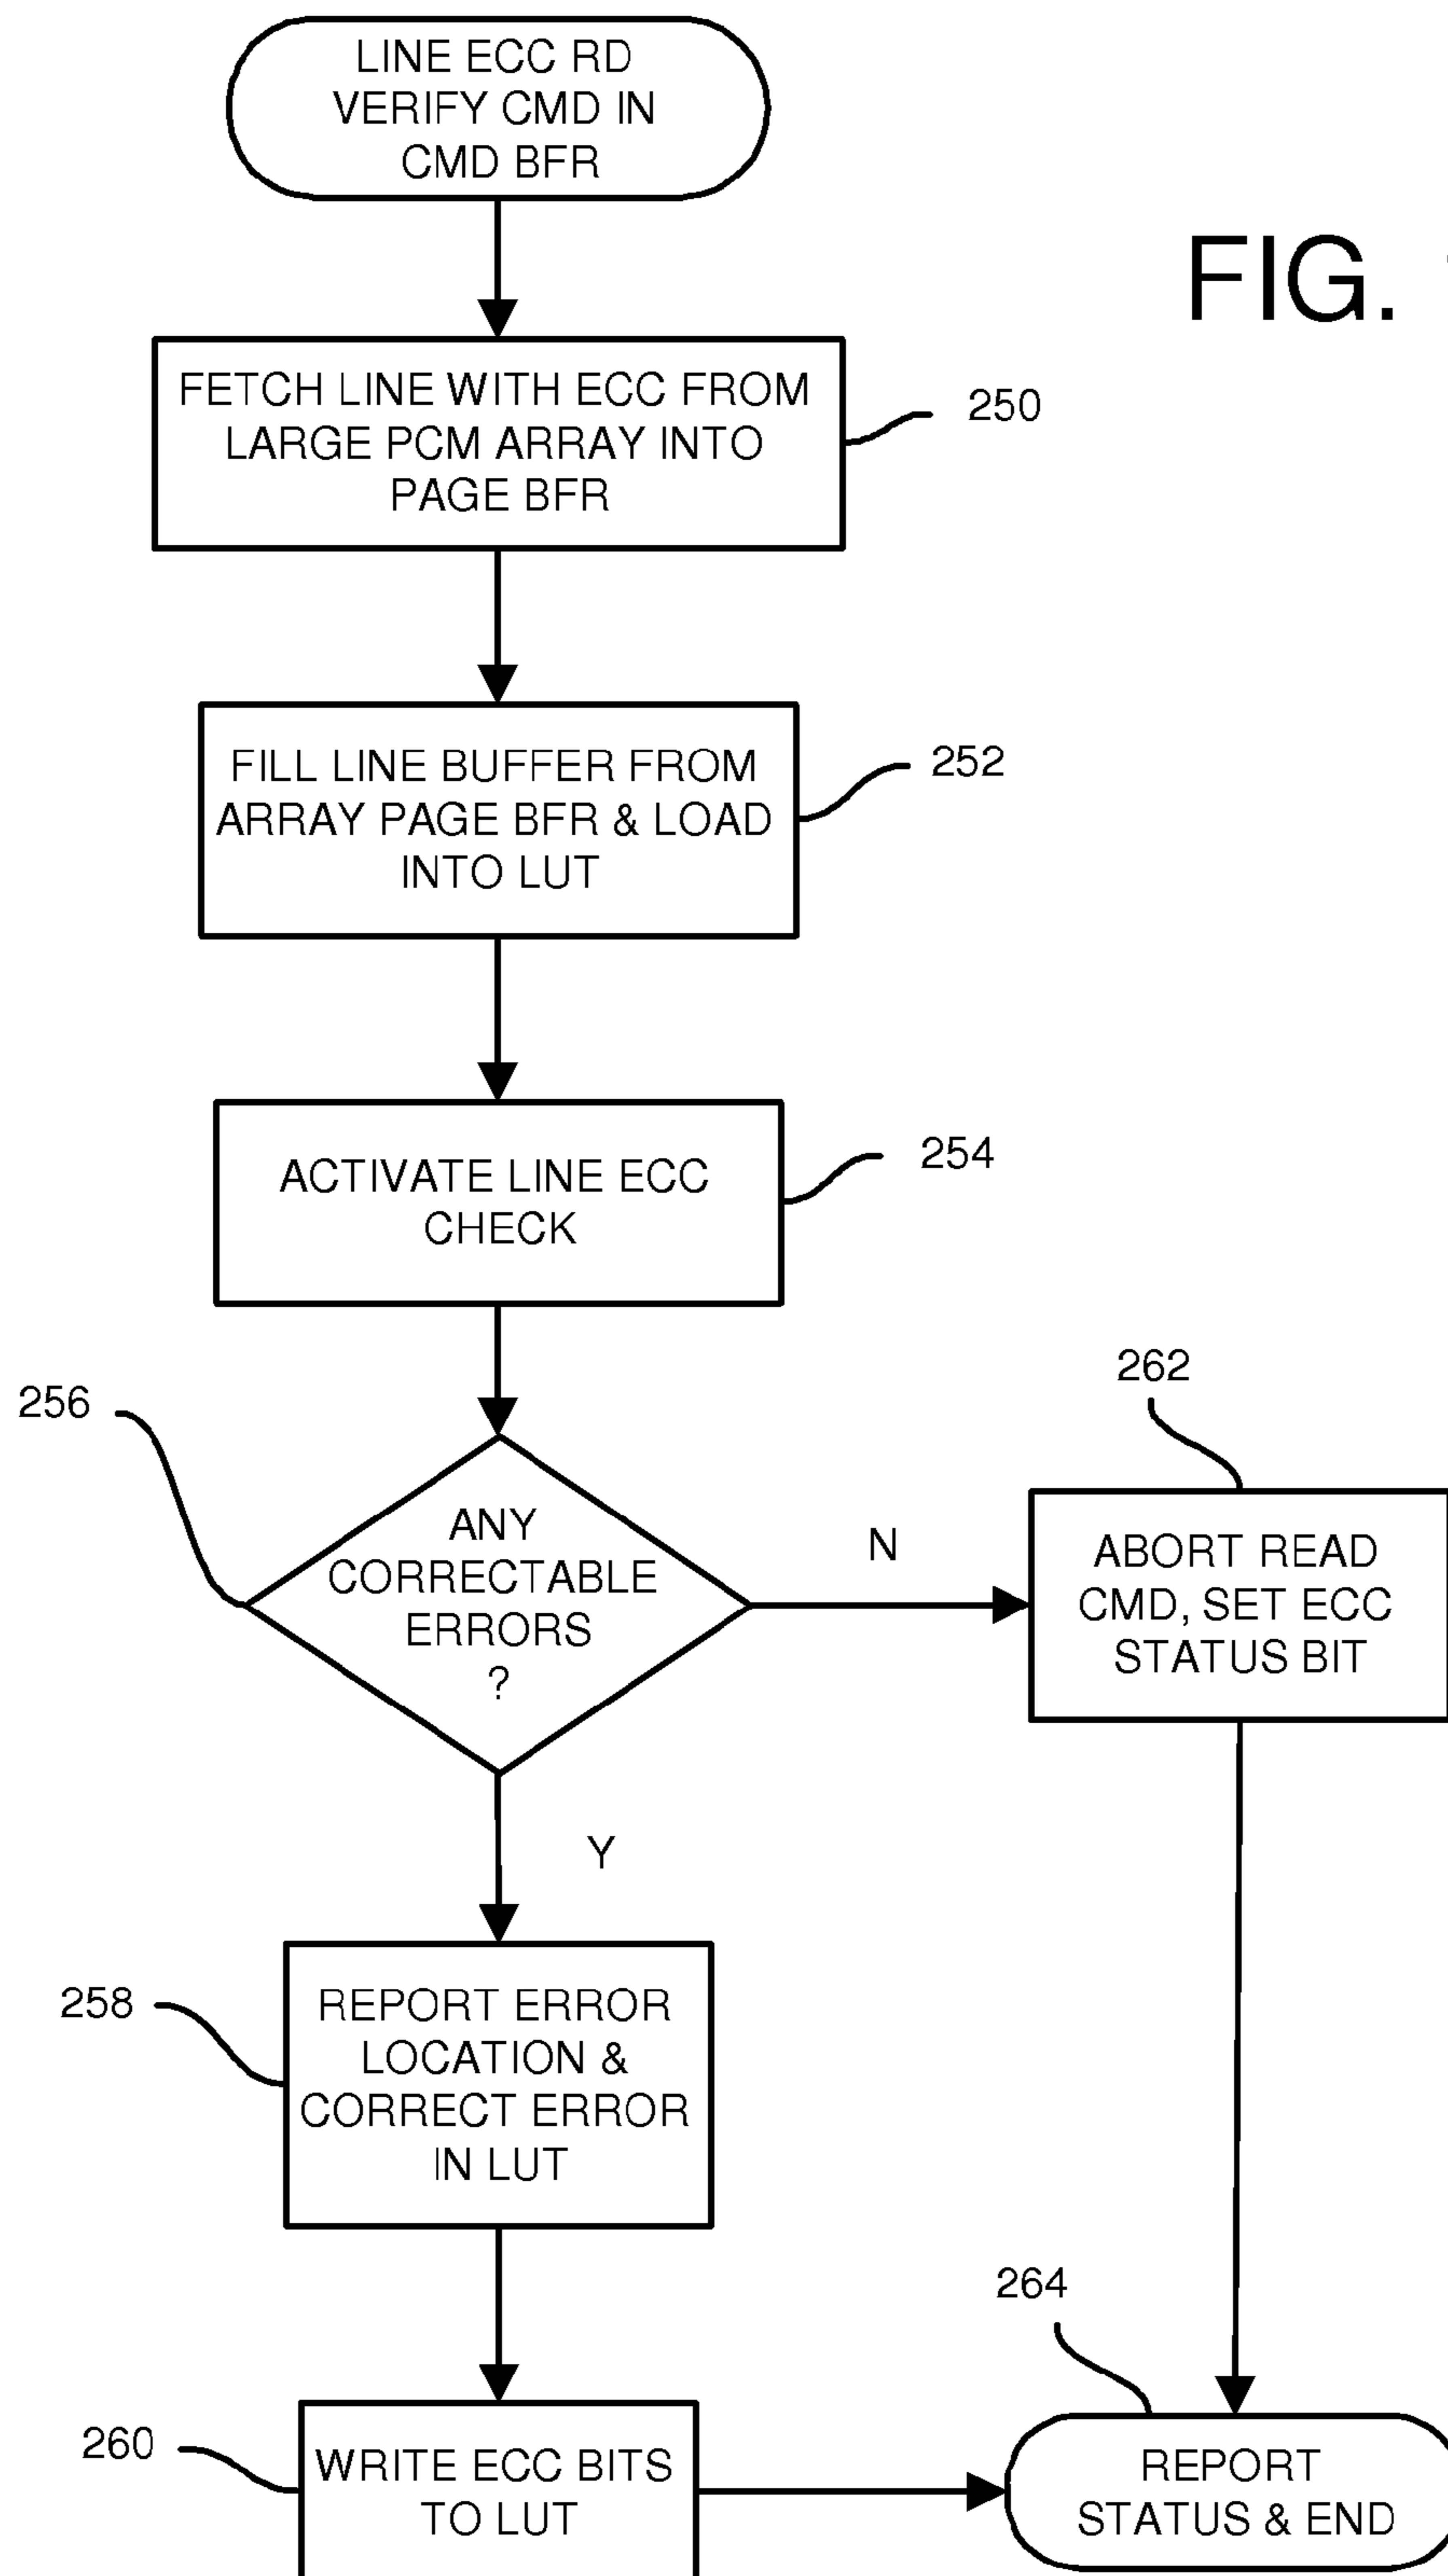 LINE ECC RD
VERIFY CMD IN
CMD BFR
FIG.
FETCH LINE WITH ECC FROM
LARGE PCM ARRAY INTO
PAGE BFR
250
FILL LINE BUFFER FROM
ARRAY PAGE BFR & LOAD
INTO LUT
252
ACTIVATE LINE ECC
CHECK
254
256
ANY
CORRECTABLE
ERRORS
?
N
262
ABORT READ
CMD, SET ECC
STATUS BIT
Y
258
REPORT ERROR
LOCATION &
CORRECT ERROR
IN LUT
264
260
WRITE ECC BITS
TO LUT
REPORT
STATUS & END